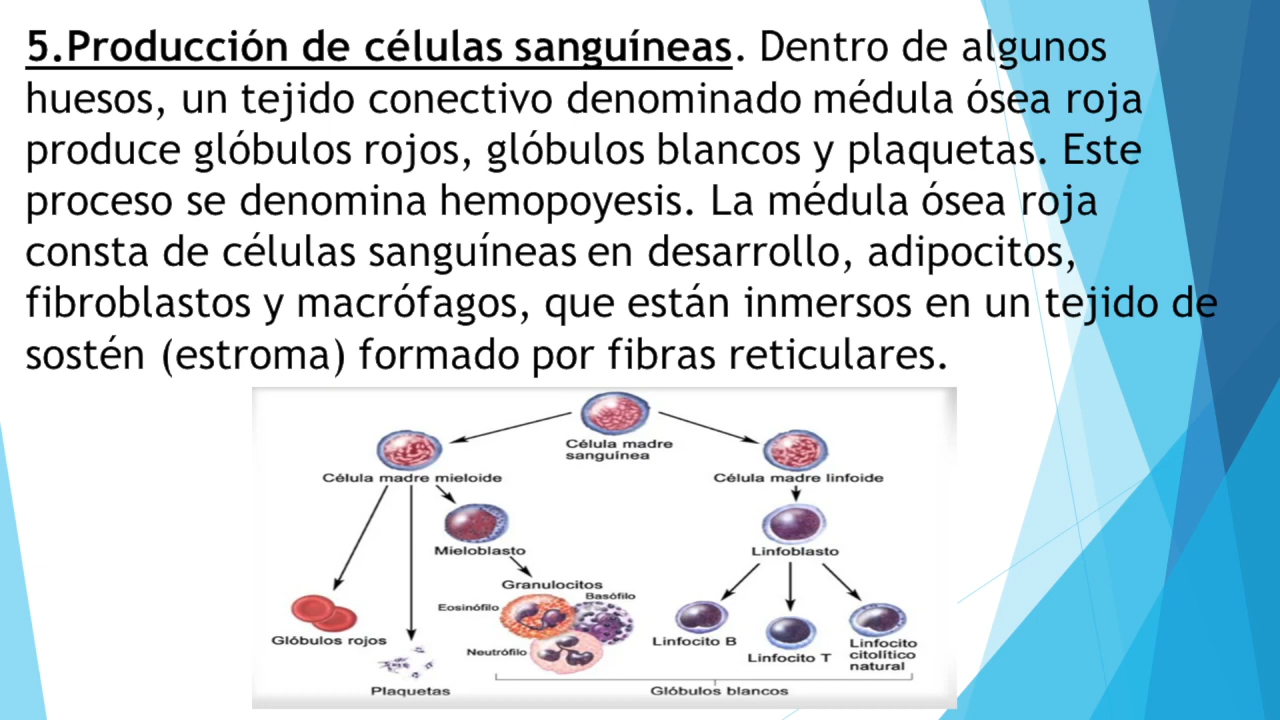 5.Producción de células sanguíneas. Dentro de algunos
huesos, un tejido conectivo denominado médula ósea roja
produce glóbulos rojos, glóbulos blancos y plaquetas. Este
proceso se denomina hemopoyesis. La médula ósea roja
consta de células sanguíneas en desarrollo, adipocitos,
fibroblastos y macrófagos, que están inmersos en un tejido de
sostén (estroma) formado por fibras reticulares.
Célula madre
sanguínea
Célula madre mieloide
Célula madre linfoide
Mieloblasto
Linfoblasto
Granulocitos
Basófilo
Eosinófilo
Glóbulos rojos
Neutrófilo
Linfocito B
Linfocito T
Linfocito
citolítico
natural
Plaquetas
Glóbulos blancos